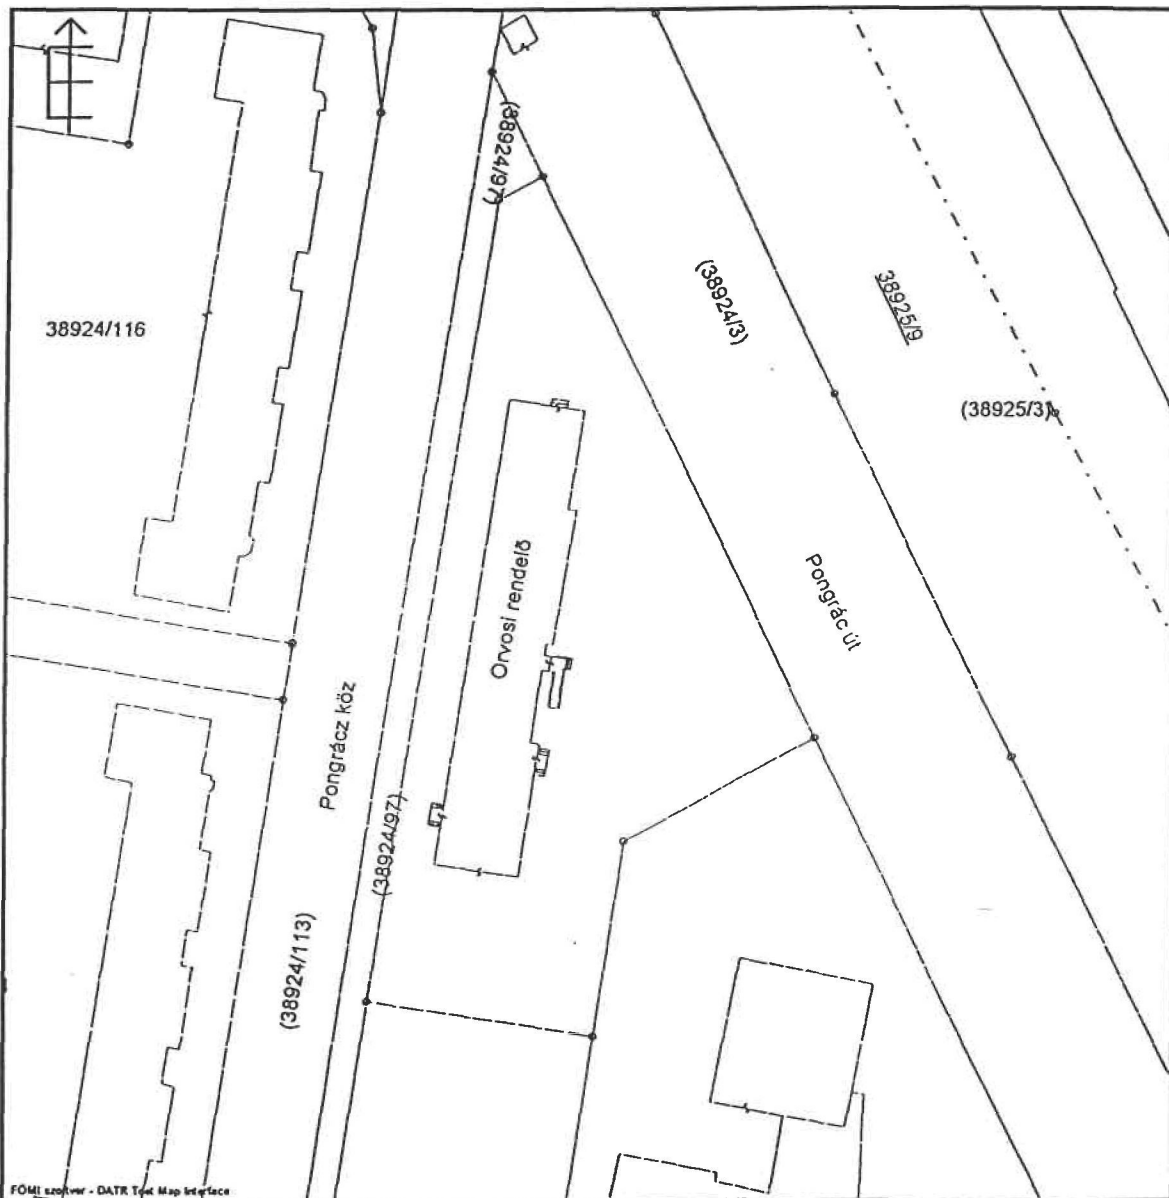 (38924/97)
(38924/3)
38925/9
38924/116
(38925/3)
Orvosi rendelő
Pongrác út
Pongrácz köz
(38924/97)
(38924/113)
FÖMI szoftver - DATR Test Map Interface